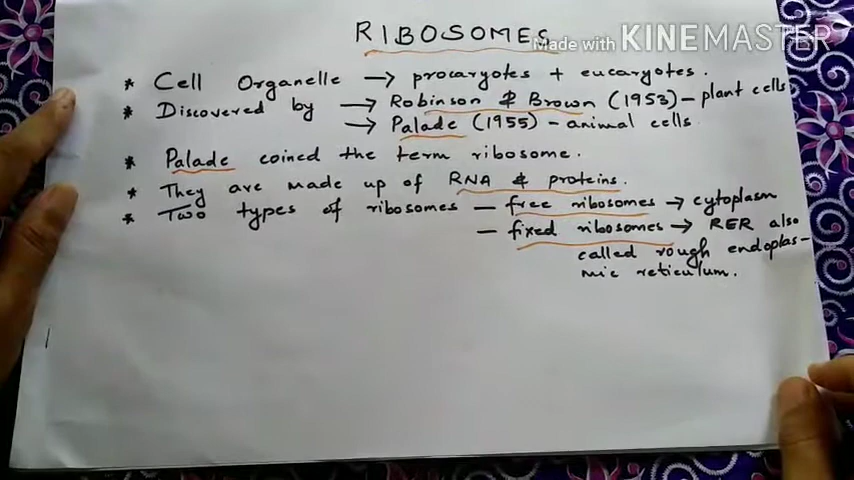 RIBOSOMES
Made with KINEMASTER
* Cell Organelle → procaryotes + eucaryotes.
* Discovered by → Robinson & Brown (1953) - plant cells
→ Palade (1955) - animal cells
* Palade coined the term ribosome.
* They are made up of RNA & proteins.
* Two types of ribosomes - free ribosomes → cytoplasm
- fixed ribosomes → RER also
called rough endoplas-
mic reticulum.